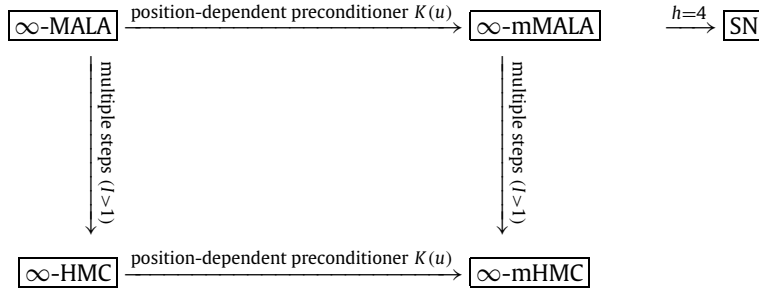 ∞-MALA position-dependent preconditioner K(u) ∞-mMALA h=4 SN
multiple steps (I>1) multiple steps (I>1)
∞-HMC position-dependent preconditioner K(u) ∞-mHMC